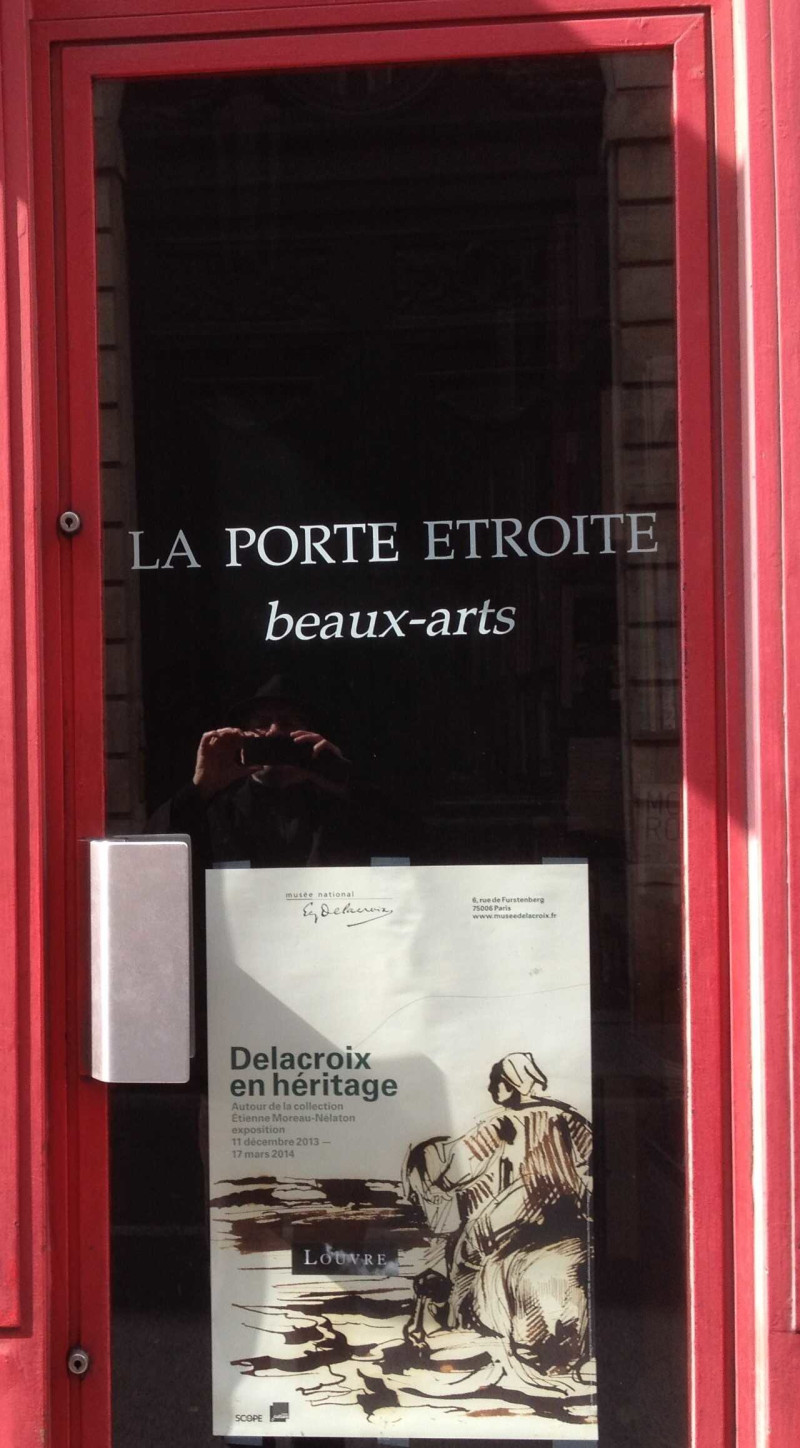 LA PORTE ETROITE
beaux-arts
musée national
Eug Delacroix
6, rue de Furstenberg
75006 Paris
www.museedelacroix.fr
Delacroix
en héritage
Autour de la collection
Étienne Moreau-Nélaton
exposition
11 décembre 2013 —
17 mars 2014
LOUVRE
SCOPE